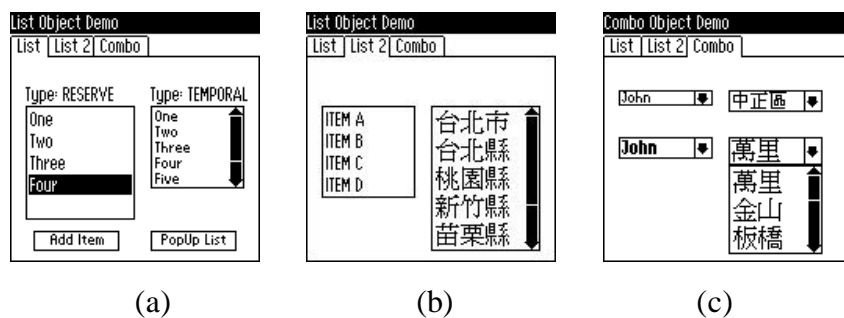 List Object Demo
List List 2 Combo
Type: RESERVE
One
Two
Three
Four
Add Item
Type: TEMPORAL
One
Two
Three
Four
Five
PopUp List
(a)
List Object Demo
List List 2 Combo
ITEM A
ITEM B
ITEM C
ITEM D
台北市
台北縣
桃園縣
新竹縣
苗栗縣
(b)
Combo Object Demo
List List 2 Combo
John
中正區
John
萬里
萬里
金山
板橋
(c)